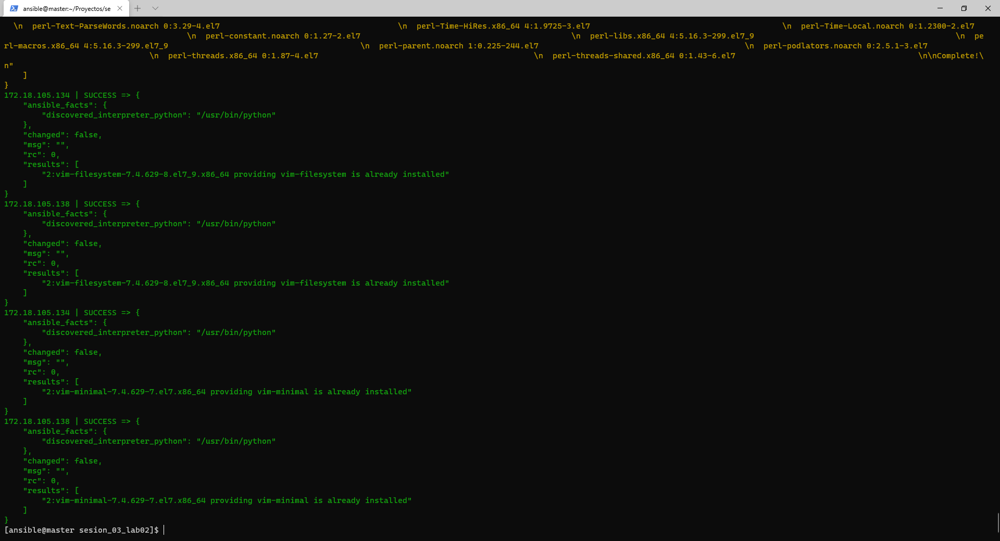 ansible@master:~/Proyectos/se
\n  perl-Text-ParseWords.noarch 0:3.29-4.el7 \n  perl-Time-HiRes.x86_64 4:1.9725-3.el7 \n  perl-Time-Local.noarch 0:1.2300-2.el7
\n  perl-constant.noarch 0:1.27-2.el7 \n  perl-libs.x86_64 4:5.16.3-299.el7_9 \n  pe
rl-macros.x86_64 4:5.16.3-299.el7_9 \n  perl-parent.noarch 1:0.225-244.el7 \n  perl-podlators.noarch 0:2.5.1-3.el7
\n  perl-threads.x86_64 0:1.87-4.el7 \n  perl-threads-shared.x86_64 0:1.43-6.el7 \n\nComplete!\
n"
    ]
}
172.18.105.134 | SUCCESS => {
    "ansible_facts": {
        "discovered_interpreter_python": "/usr/bin/python"
    },
    "changed": false,
    "msg": "",
    "rc": 0,
    "results": [
        "2:vim-filesystem-7.4.629-8.el7_9.x86_64 providing vim-filesystem is already installed"
    ]
}
172.18.105.138 | SUCCESS => {
    "ansible_facts": {
        "discovered_interpreter_python": "/usr/bin/python"
    },
    "changed": false,
    "msg": "",
    "rc": 0,
    "results": [
        "2:vim-filesystem-7.4.629-8.el7_9.x86_64 providing vim-filesystem is already installed"
    ]
}
172.18.105.134 | SUCCESS => {
    "ansible_facts": {
        "discovered_interpreter_python": "/usr/bin/python"
    },
    "changed": false,
    "msg": "",
    "rc": 0,
    "results": [
        "2:vim-minimal-7.4.629-7.el7.x86_64 providing vim-minimal is already installed"
    ]
}
172.18.105.138 | SUCCESS => {
    "ansible_facts": {
        "discovered_interpreter_python": "/usr/bin/python"
    },
    "changed": false,
    "msg": "",
    "rc": 0,
    "results": [
        "2:vim-minimal-7.4.629-7.el7.x86_64 providing vim-minimal is already installed"
    ]
}
[ansible@master sesion_03_lab02]$